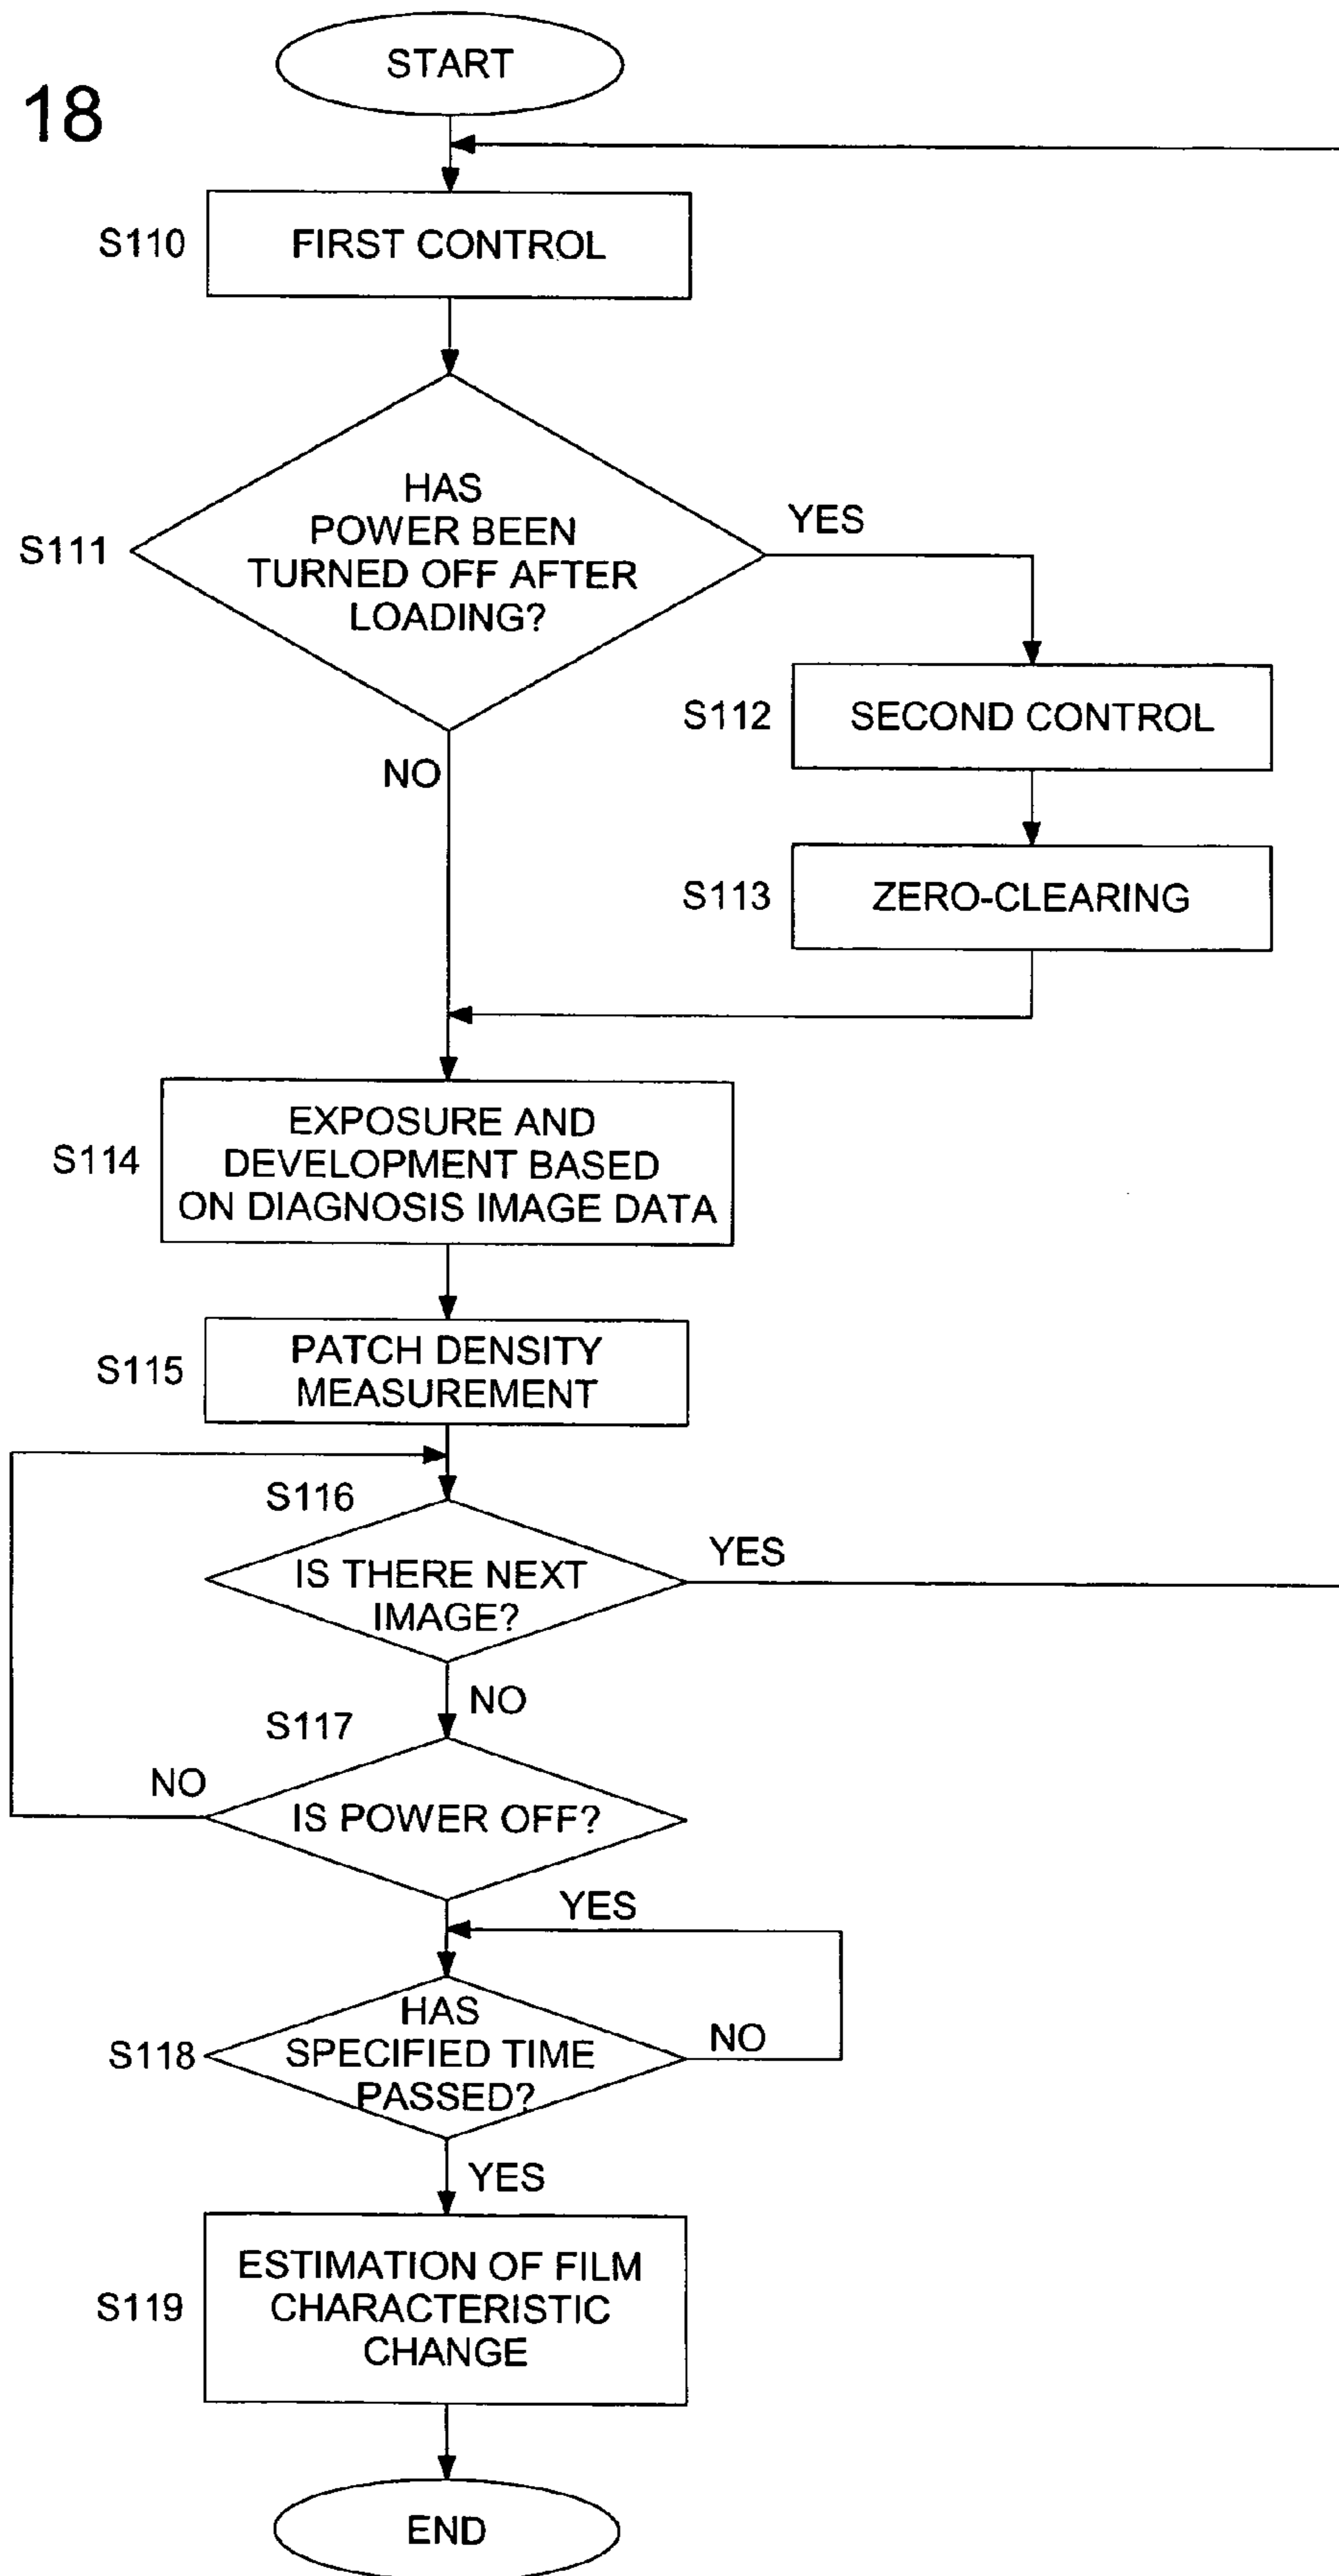 START
18
S110
FIRST CONTROL
S111
HAS
POWER BEEN
TURNED OFF AFTER
LOADING?
YES
NO
S112
SECOND CONTROL
S113
ZERO-CLEARING
S114
EXPOSURE AND
DEVELOPMENT BASED
ON DIAGNOSIS IMAGE DATA
S115
PATCH DENSITY
MEASUREMENT
S116
IS THERE NEXT
IMAGE?
YES
NO
S117
NO
IS POWER OFF?
YES
S118
HAS
SPECIFIED TIME
PASSED?
NO
YES
S119
ESTIMATION OF FILM
CHARACTERISTIC
CHANGE
END